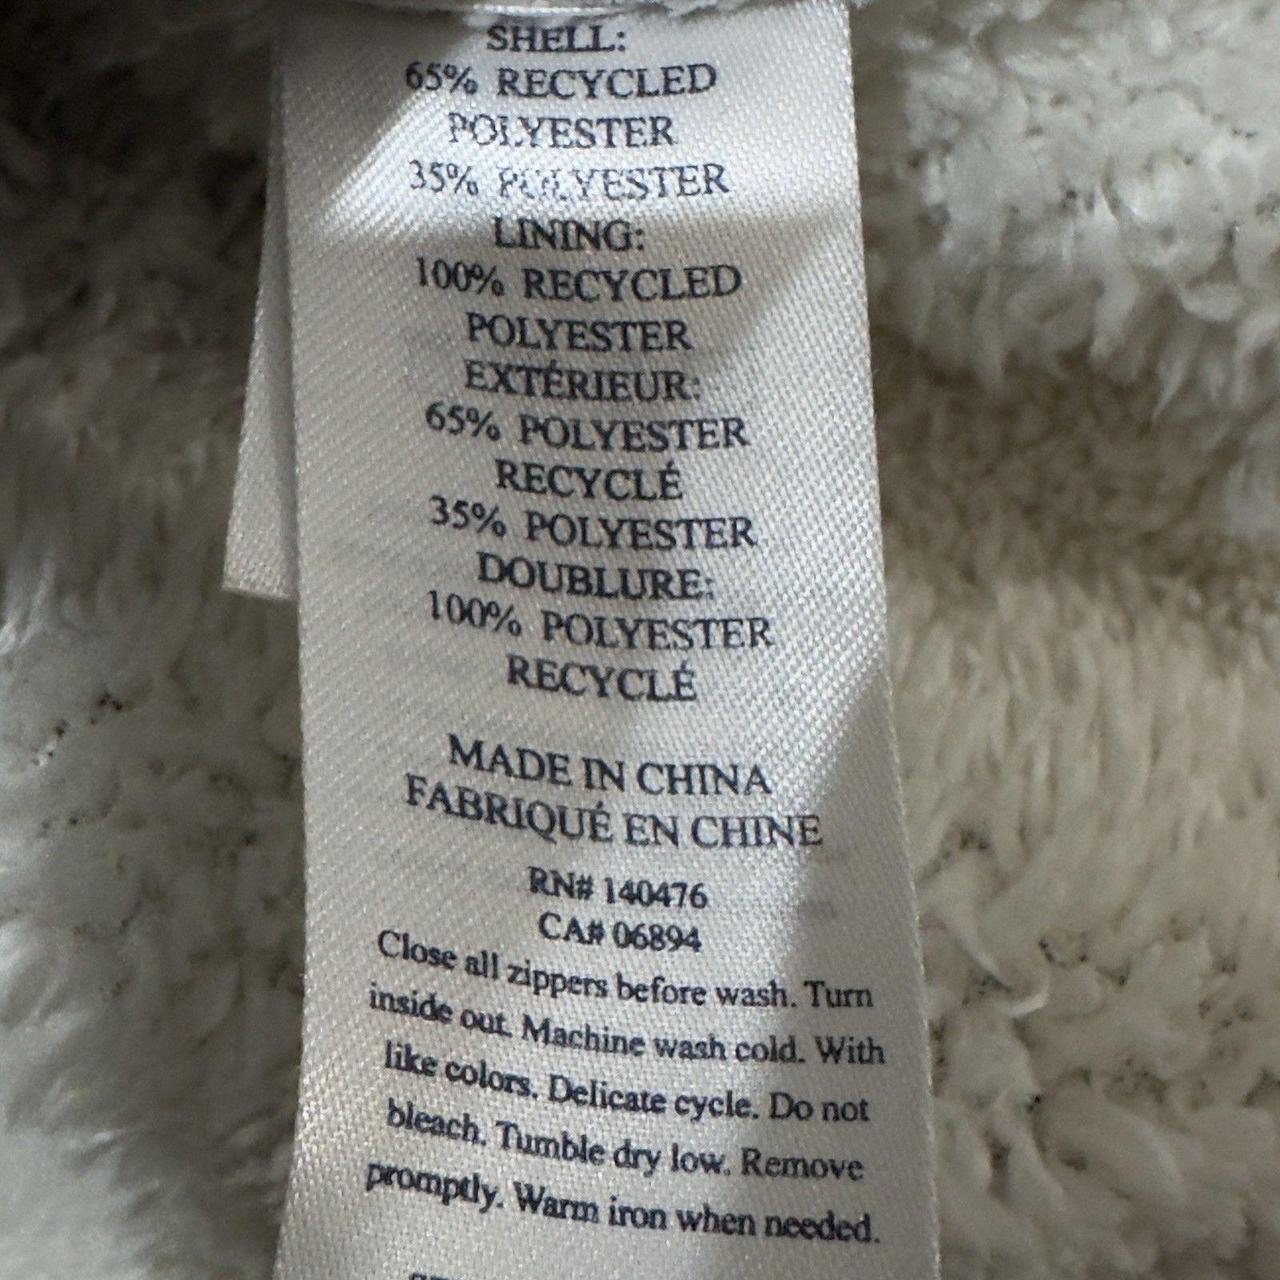 SHELL:
65% RECYCLED
POLYESTER
35% POLYESTER
LINING:
100% RECYCLED
POLYESTER
EXTÉRIEUR:
65% POLYESTER
RECYCLÉ
35% POLYESTER
DOUBLURE:
100% POLYESTER
RECYCLÉ
MADE IN CHINA
FABRIQUÉ EN CHINE
RN# 140476
CA# 06894
Close all zippers before wash. Turn
inside out. Machine wash cold. With
like colors. Delicate cycle. Do not
bleach. Tumble dry low. Remove
promptly. Warm iron when needed.